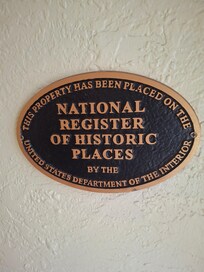 THIS PROPERTY HAS BEEN PLACED ON THE
NATIONAL
REGISTER
OF HISTORIC
PLACES
BY THE
UNITED STATES DEPARTMENT OF THE INTERIOR